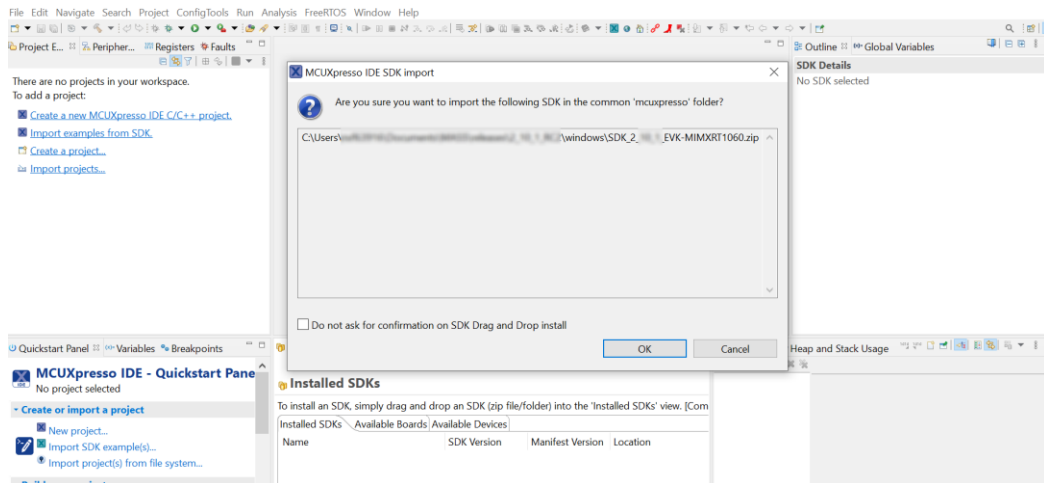 File Edit Navigate Search Project ConfigTools Run Analysis FreeRTOS Window Help
Project E... Peripher... Registers Faults
There are no projects in your workspace.
To add a project:
Create a new MCUXpresso IDE C/C++ project.
Import examples from SDK.
Create a project...
Import projects...
MCUXpresso IDE SDK import
Are you sure you want to import the following SDK in the common 'mcuxpresso' folder?
C:\Users\ \windows\SDK_2_ _EVK-MIMXRT1060.zip
Do not ask for confirmation on SDK Drag and Drop install
OK Cancel
Outline Global Variables
SDK Details
No SDK selected
Quickstart Panel Variables Breakpoints
MCUXpresso IDE - Quickstart Pane
No project selected
Create or import a project
New project...
Import SDK example(s)...
Import project(s) from file system...
Installed SDKs
To install an SDK, simply drag and drop an SDK (zip file/folder) into the 'Installed SDKs' view. [Com
Installed SDKs Available Boards Available Devices
Name SDK Version Manifest Version Location
Heap and Stack Usage